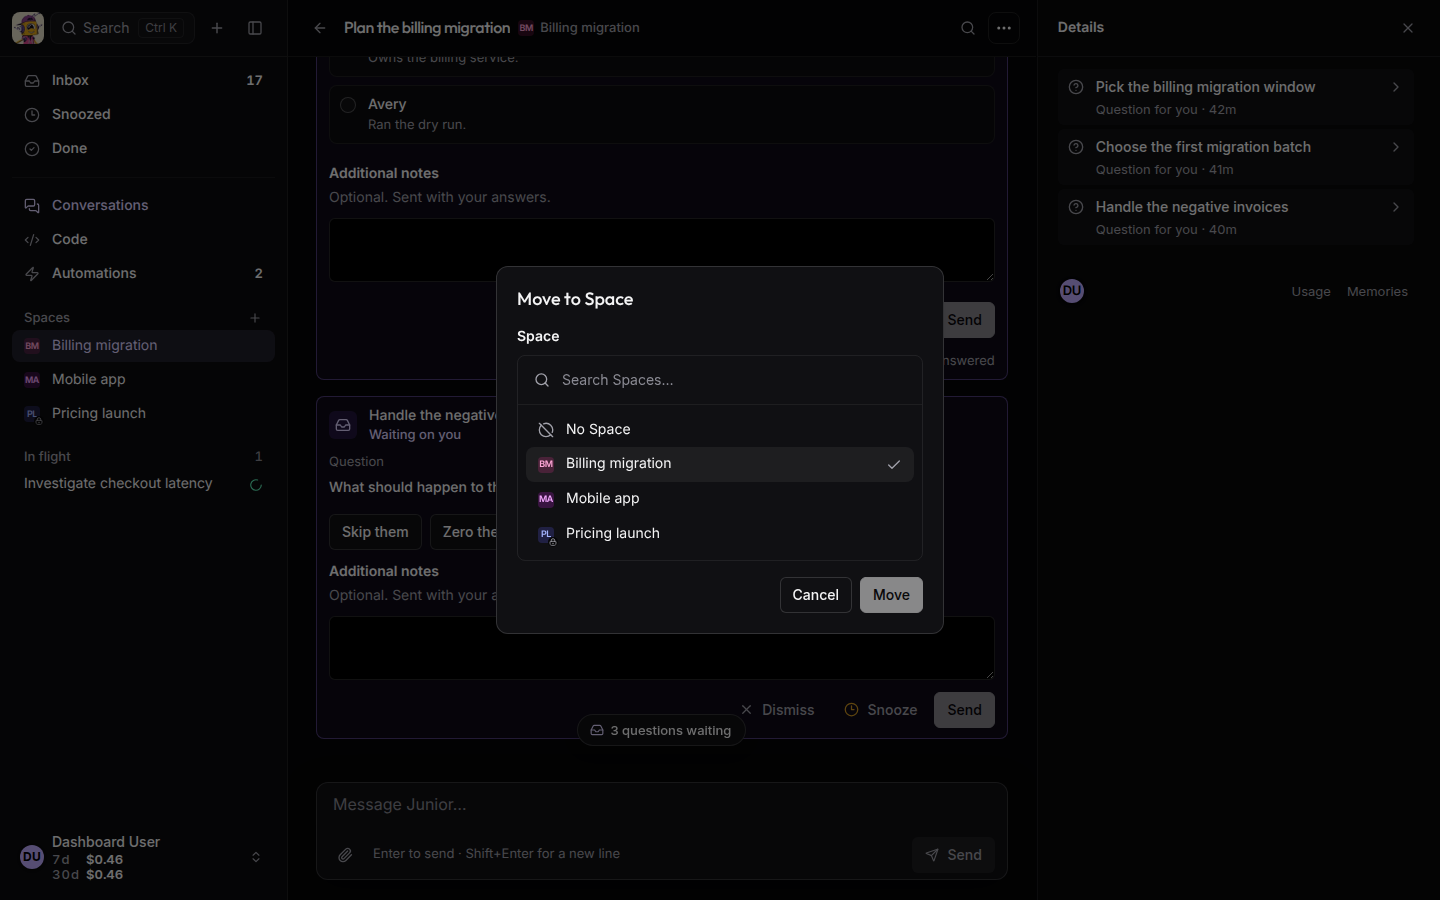 Search
Ctrl K
Inbox
17
Snoozed
Done
Conversations
Code
Automations
2
Spaces
BM
Billing migration
MA
Mobile app
PL
Pricing launch
In flight
1
Investigate checkout latency
DU
Dashboard User
7d $0.46
30d $0.46
Plan the billing migration
BM
Billing migration
Owns the billing service.
Avery
Ran the dry run.
Additional notes
Optional. Sent with your answers.
Send
Handle the negative
Waiting on you
Question
What should happen to
Skip them
Zero
Additional notes
Optional. Sent with your
Dismiss
Snooze
Send
3 questions waiting
Message Junior...
Enter to send · Shift+Enter for a new line
Send
Move to Space
Space
Search Spaces...
No Space
BM
Billing migration
MA
Mobile app
PL
Pricing launch
Cancel
Move
Details
Pick the billing migration window
Question for you · 42m
Choose the first migration batch
Question for you · 41m
Handle the negative invoices
Question for you · 40m
DU
Usage
Memories